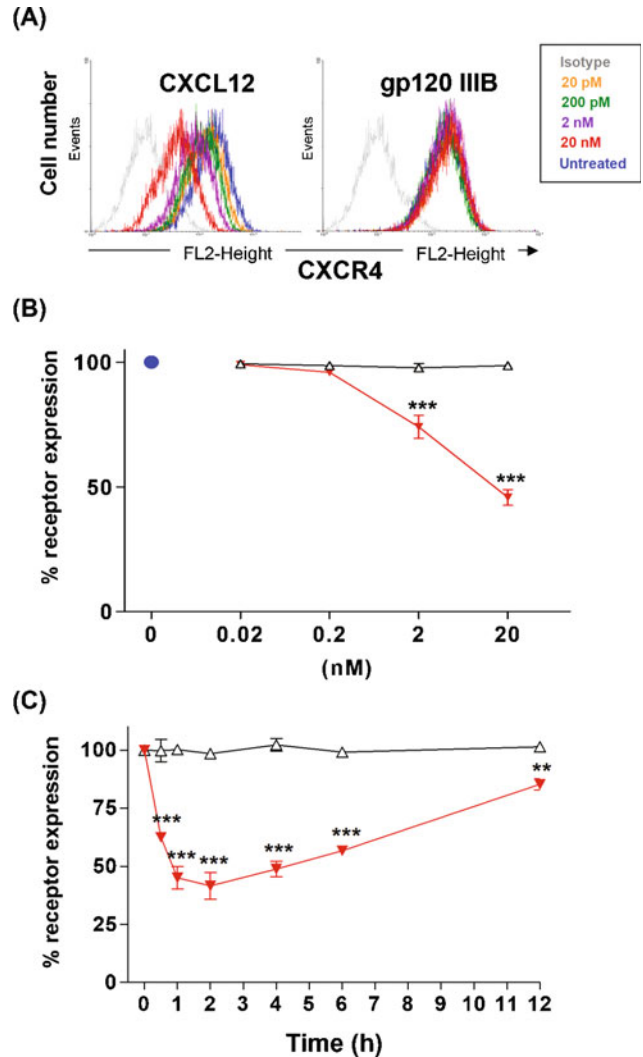 (A)
CXCL12
gp120 IIIB
Cell number
Events
Events
FL2-Height
FL2-Height
CXCR4
Isotype
20 pM
200 pM
2 nM
20 nM
Untreated
(B)
% receptor expression
100
50
0
***
***
0 0.02 0.2 2 20
(nM)
(C)
% receptor expression
100
75
50
25
0
***
***
***
***
***
**
0 1 2 3 4 5 6 7 8 9 10 11 12
Time (h)